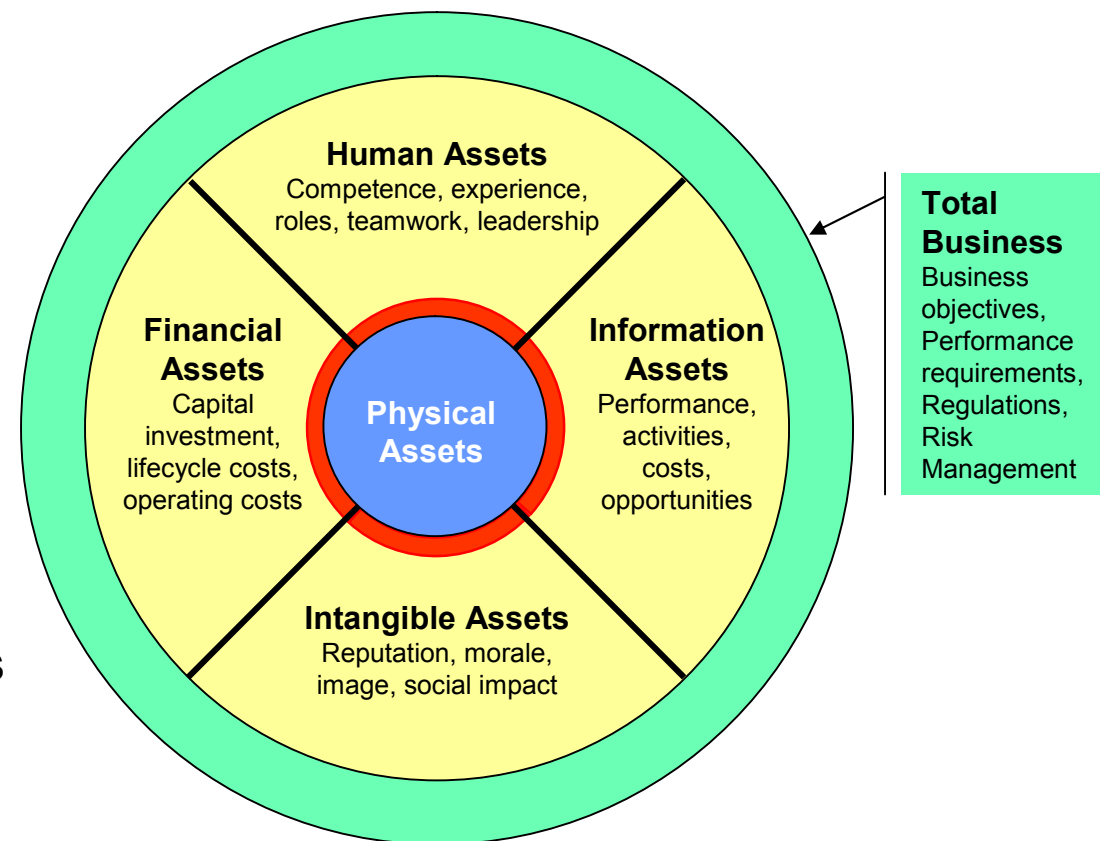 Human Assets
Competence, experience,
roles, teamwork, leadership
Financial
Assets
Capital
investment,
lifecycle costs,
operating costs
Physical
Assets
Information
Assets
Performance,
activities,
costs,
opportunities
Intangible Assets
Reputation, morale,
image, social impact
Total
Business
Business
objectives,
Performance
requirements,
Regulations,
Risk
Management
s